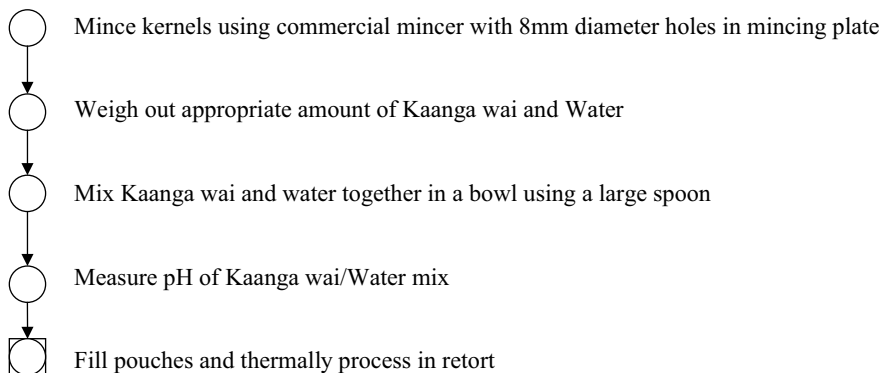 Mince kernels using commercial mincer with 8mm diameter holes in mincing plate
Weigh out appropriate amount of Kaanga wai and Water
Mix Kaanga wai and water together in a bowl using a large spoon
Measure pH of Kaanga wai/Water mix
Fill pouches and thermally process in retort